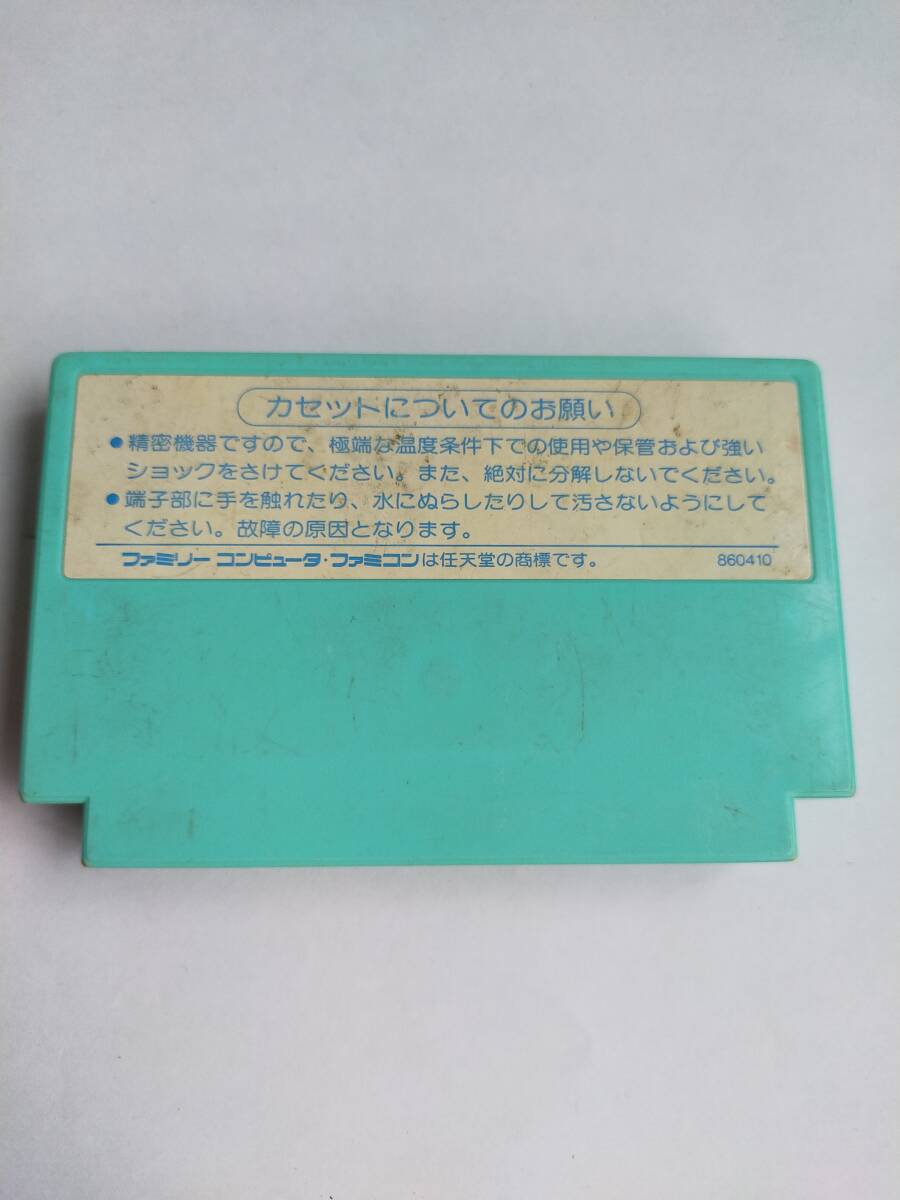 カセットについてのお願い
●精密機器ですので、極端な温度条件下での使用や保管および強い
ショックをさけてください。また、絶対に分解しないでください。
●端子部に手を触れたり、水にぬらしたりして汚さないようにして
ください。故障の原因となります。
ファミリー コンピュータ・ファミコンは任天堂の商標です。 860410